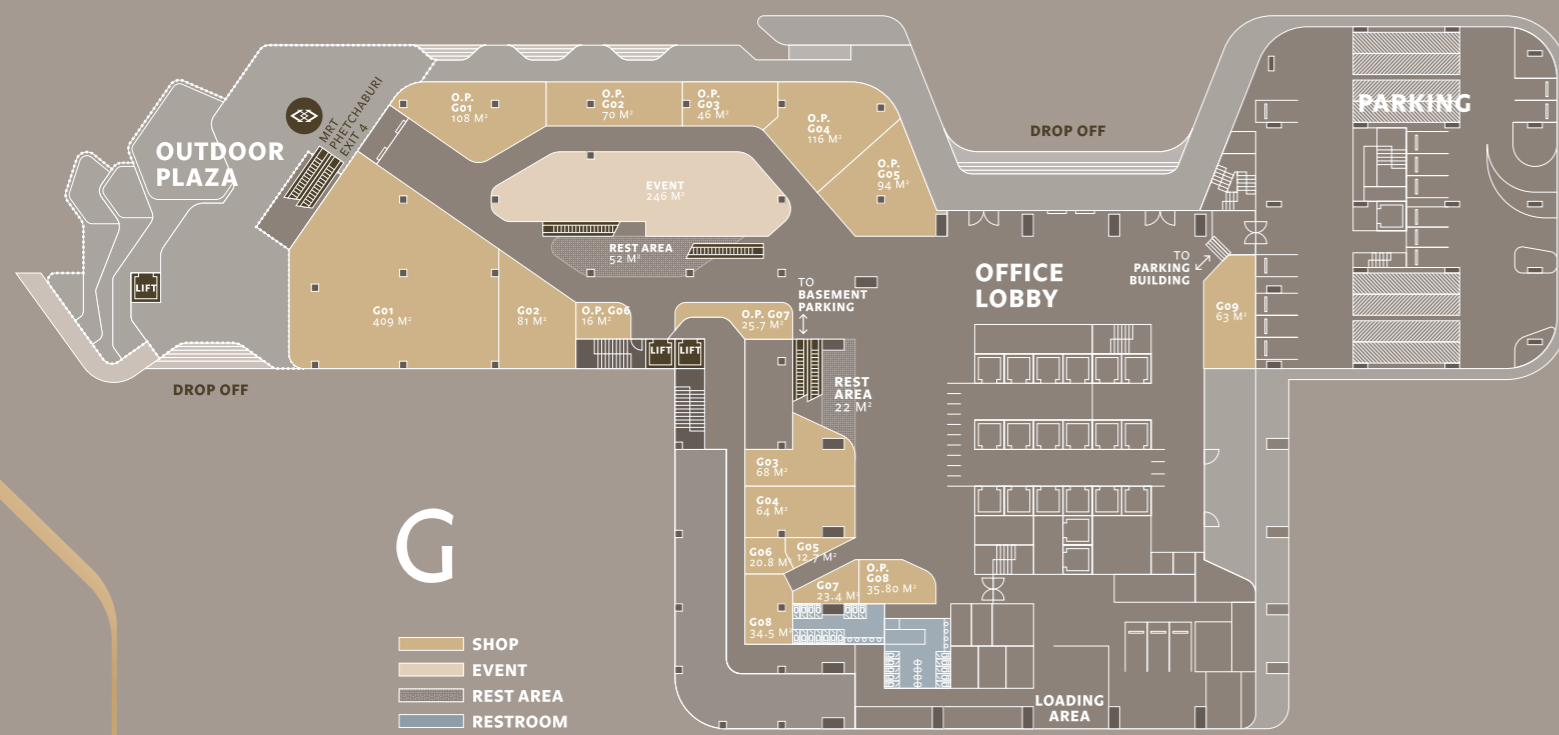 OUTDOOR
PLAZA
MRT
PHETCHABURI
EXIT 4
LIFT
DROP OFF
O.P.
G01
108 M²
O.P.
G02
70 M²
O.P.
G03
46 M²
O.P.
G04
116 M²
O.P.
G05
94 M²
EVENT
246 M²
REST AREA
52 M²
G01
409 M²
G02
81 M²
O.P. G06
16 M²
O.P. G07
25.7 M²
LIFT
LIFT
TO
BASEMENT
PARKING
REST
AREA
22 M²
DROP OFF
OFFICE
LOBBY
TO
PARKING
BUILDING
G09
63 M²
PARKING
G03
68 M²
G04
64 M²
G05
12.7 M²
G06
20.8 M²
G07
23.4 M²
O.P.
G08
35.80 M²
G08
34.5 M²
LOADING
AREA
G
SHOP
EVENT
REST AREA
RESTROOM